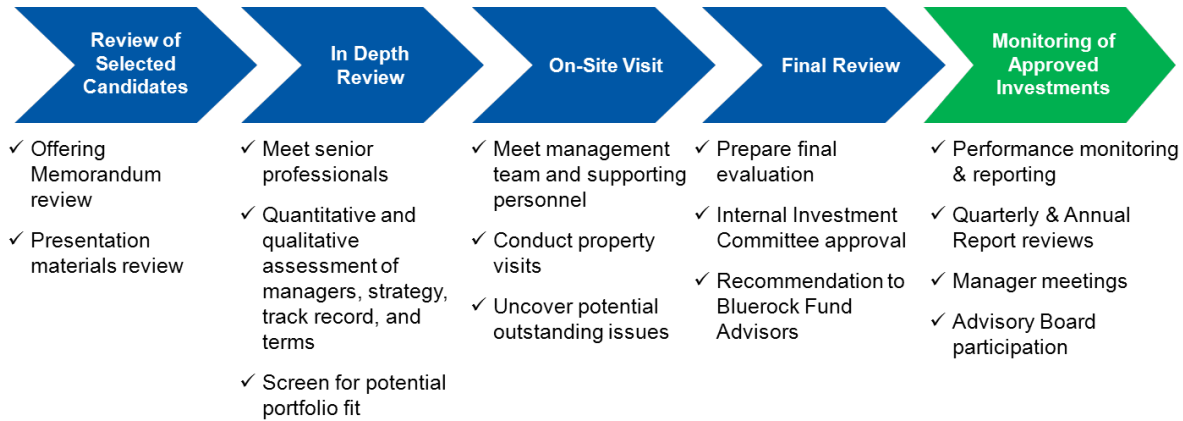 Review of
Selected
Candidates
In Depth
Review
On-Site Visit
Final Review
Monitoring of
Approved
Investments
✓ Offering
Memorandum
review
✓ Presentation
materials review
✓ Meet senior
professionals
✓ Quantitative and
qualitative
assessment of
managers, strategy,
track record, and
terms
✓ Screen for potential
portfolio fit
✓ Meet management
team and supporting
personnel
✓ Conduct property
visits
✓ Uncover potential
outstanding issues
✓ Prepare final
evaluation
✓ Internal Investment
Committee approval
✓ Recommendation to
Bluerock Fund
Advisors
✓ Performance monitoring
& reporting
✓ Quarterly & Annual
Report reviews
✓ Manager meetings
✓ Advisory Board
participation